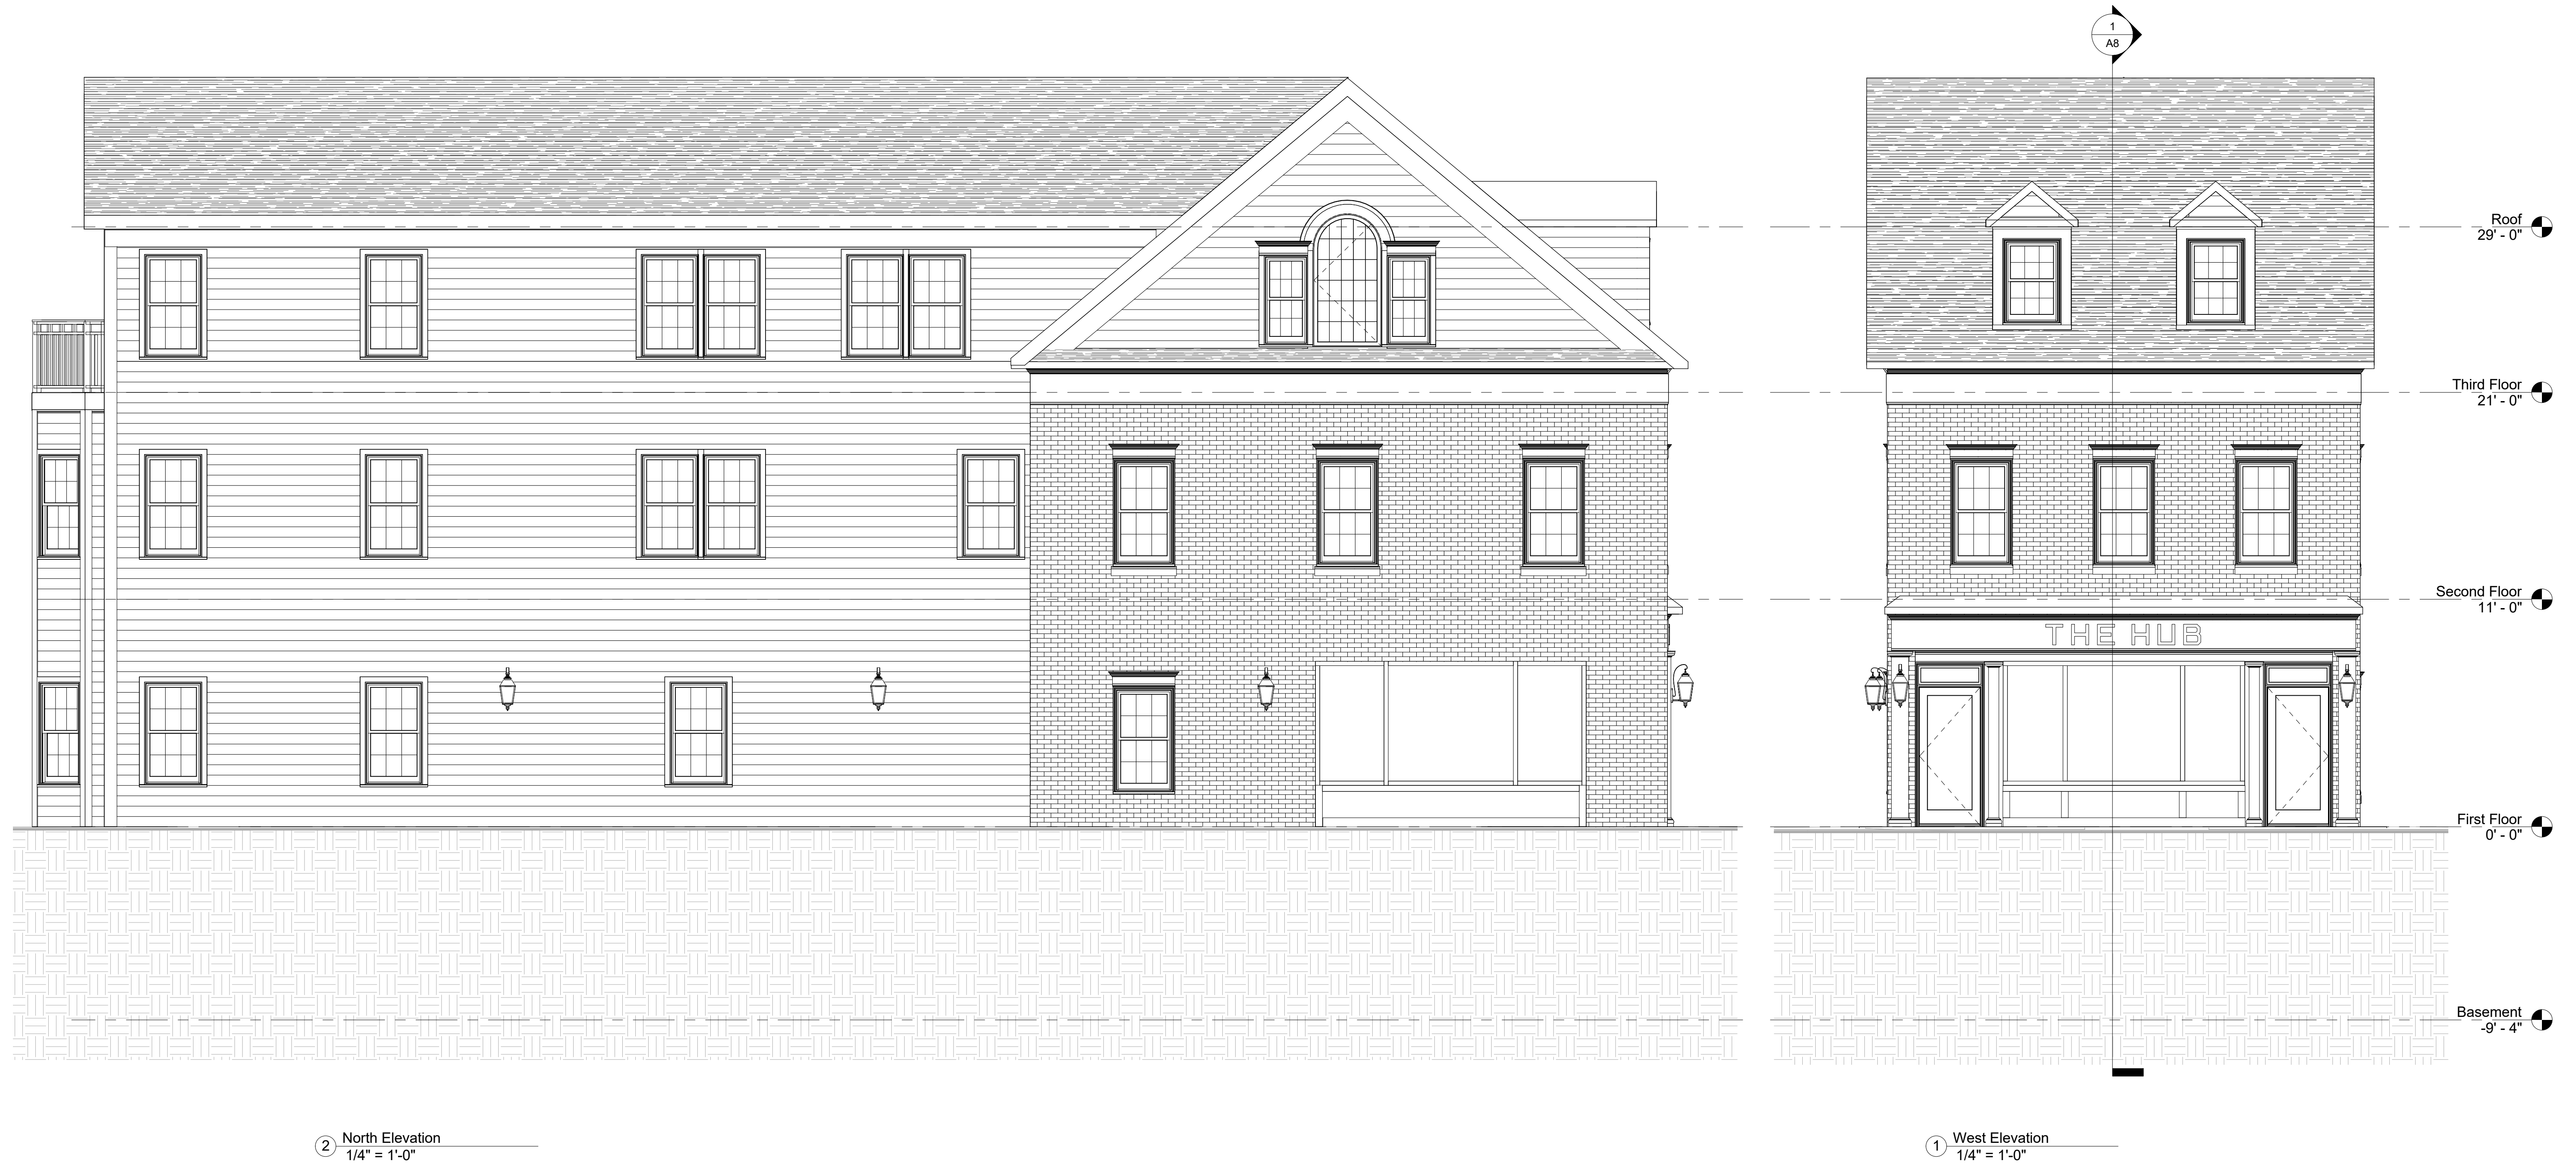 1
A8
Roof
29' - 0"
Third Floor
21' - 0"
Second Floor
11' - 0"
THE HUB
First Floor
0' - 0"
Basement
-9' - 4"
2 North Elevation
1/4" = 1'-0"
1 West Elevation
1/4" = 1'-0"